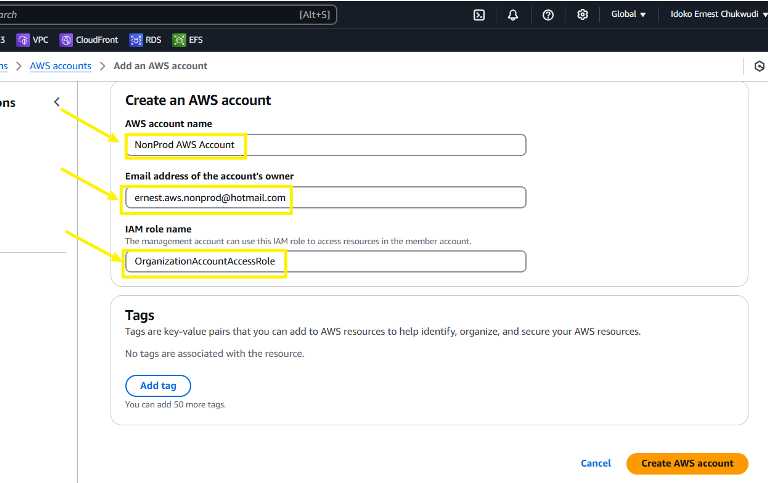 arch [Alt+S] Global Idoko Ernest Chukwudi
3 VPC CloudFront RDS EFS
ns > AWS accounts > Add an AWS account
ons
Create an AWS account
AWS account name
NonProd AWS Account
Email address of the account's owner
ernest.aws.nonprod@hotmail.com
IAM role name
The management account can use this IAM role to access resources in the member account.
OrganizationAccountAccessRole
Tags
Tags are key-value pairs that you can add to AWS resources to help identify, organize, and secure your AWS resources.
No tags are associated with the resource.
Add tag
You can add 50 more tags.
Cancel Create AWS account